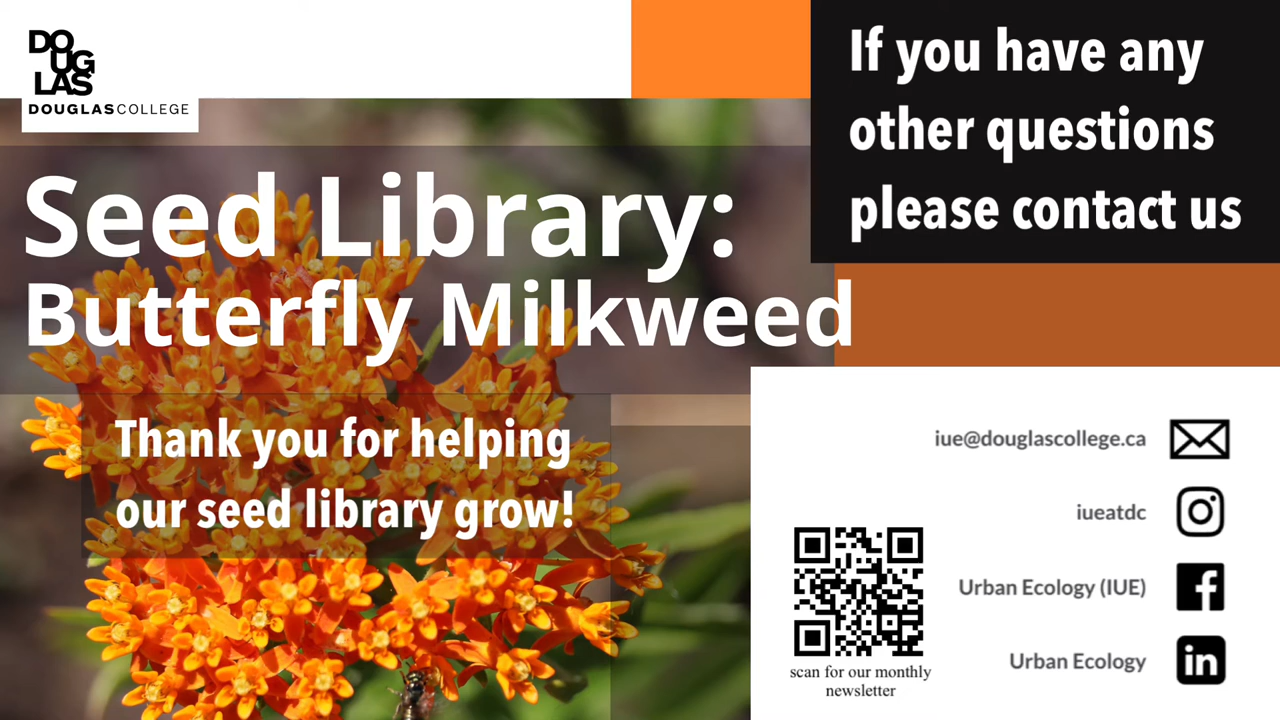 DO
UG
LAS
DOUGLASCOLLEGE
Seed Library:
Butterfly Milkweed
Thank you for helping
our seed library grow!
If you have any
other questions
please contact us
iue@douglascollege.ca
iueatdc
Urban Ecology (IUE)
Urban Ecology
scan for our monthly
newsletter